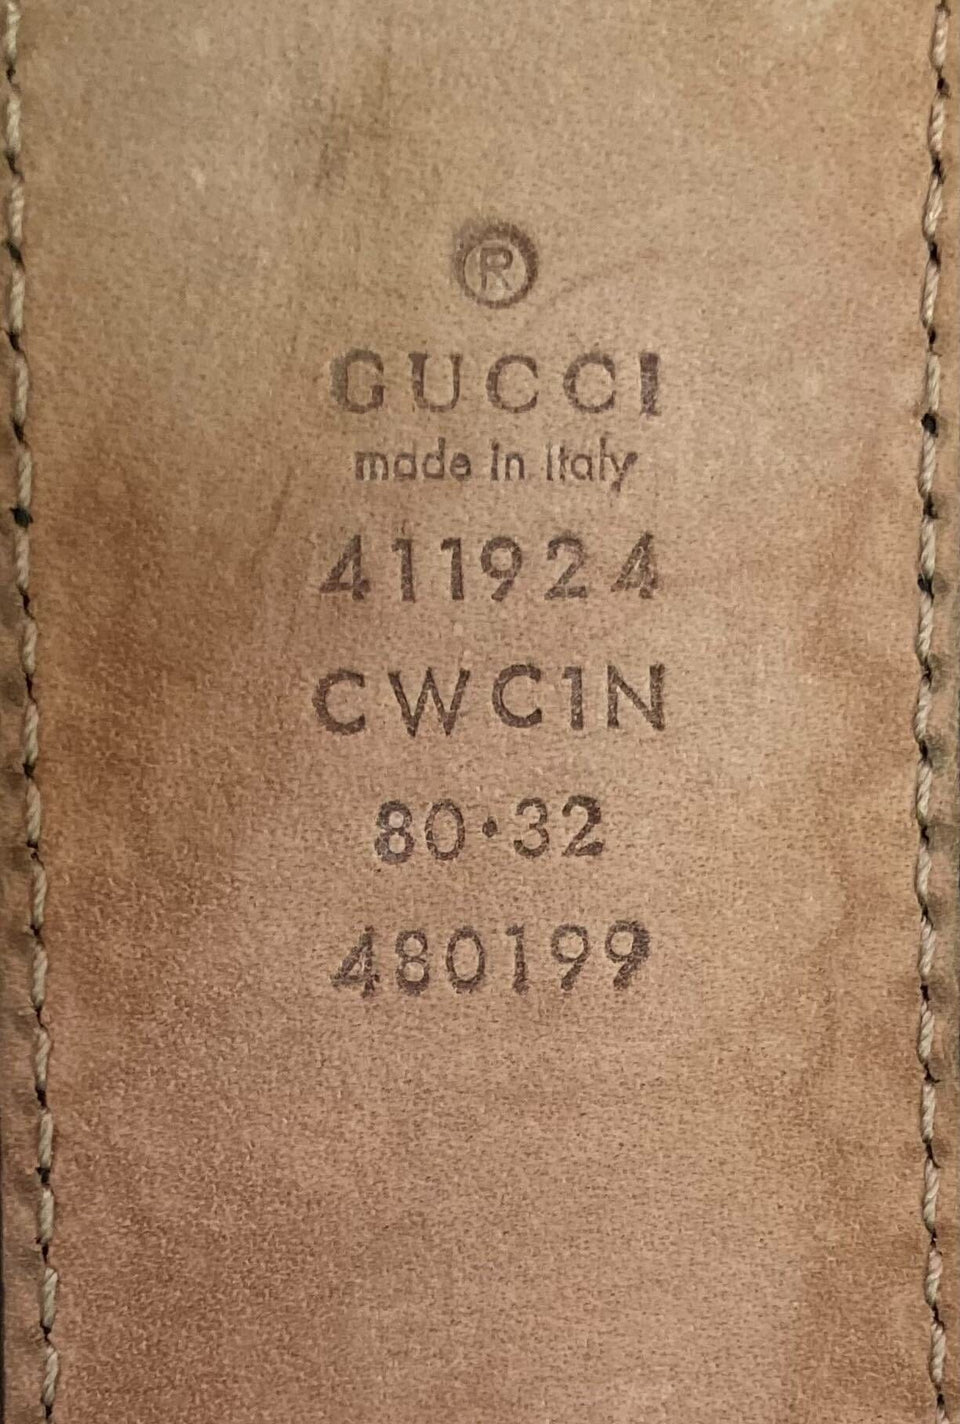 ®
GUCCI
made in Italy
411924
CWC1N
80·32
480199